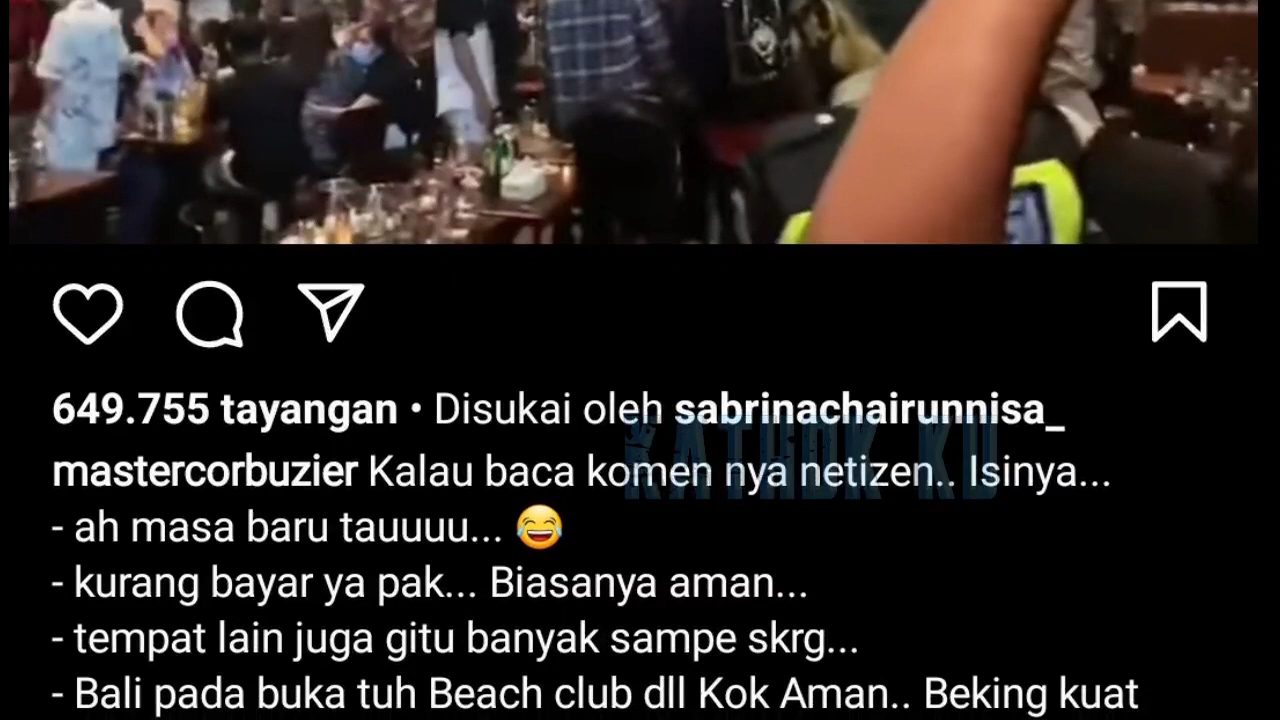 649.755 tayangan • Disukai oleh sabrinachairunnisa_
KATHOK KD
mastercorbuzier Kalau baca komen nya netizen.. Isinya...
- ah masa baru tauuuu... 😂
- kurang bayar ya pak... Biasanya aman...
- tempat lain juga gitu banyak sampe skrg...
- Bali pada buka tuh Beach club dll Kok Aman.. Beking kuat